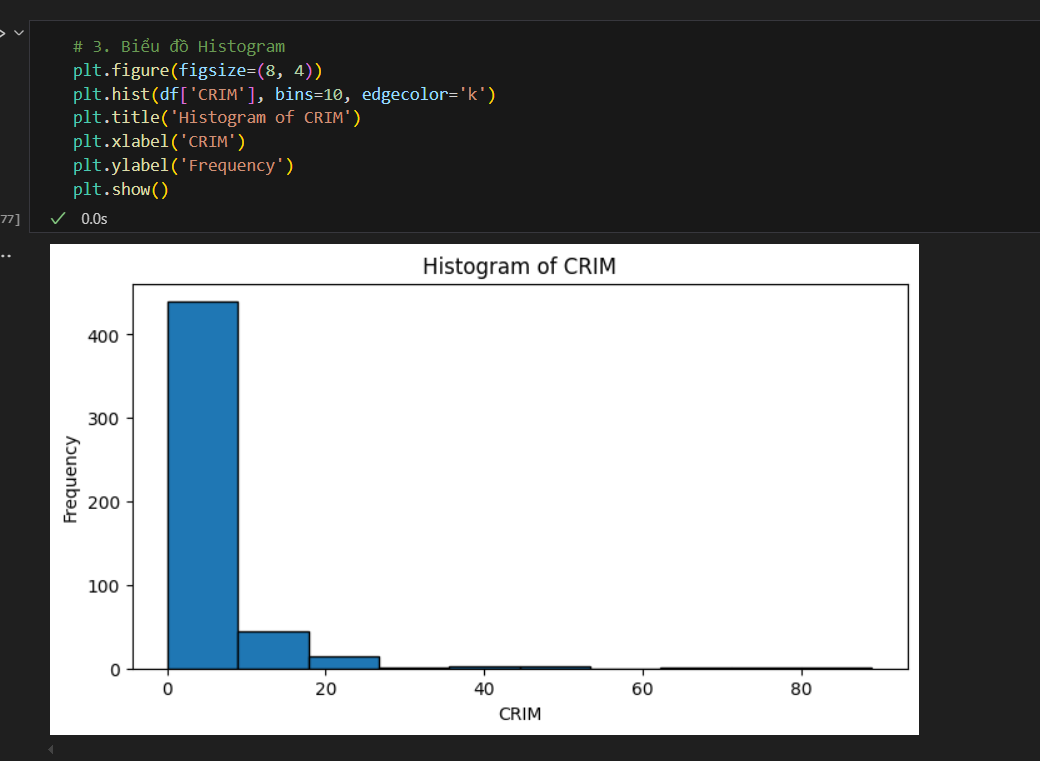 # 3. Biểu đồ Histogram
plt.figure(figsize=(8, 4))
plt.hist(df['CRIM'], bins=10, edgecolor='k')
plt.title('Histogram of CRIM')
plt.xlabel('CRIM')
plt.ylabel('Frequency')
plt.show()
77]
0.0s
Histogram of CRIM
Frequency
400
300
200
100
0
0 20 40 60 80
CRIM